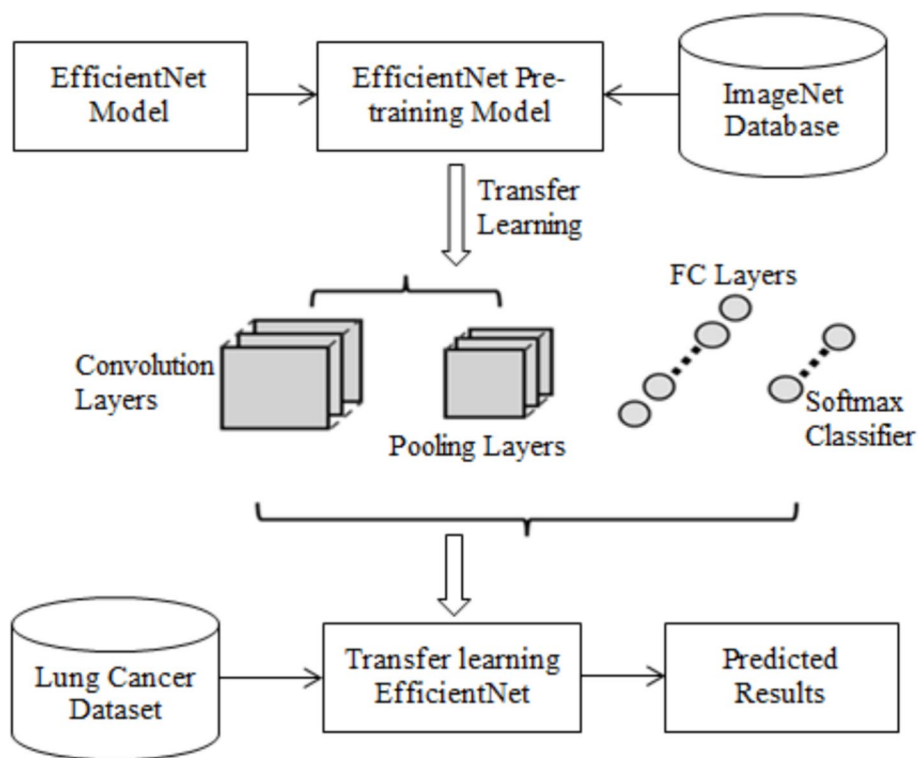 EfficientNet
Model
EfficientNet Pre-
training Model
ImageNet
Database
Transfer
Learning
FC Layers
Convolution
Layers
Pooling Layers
Softmax
Classifier
Lung Cancer
Dataset
Transfer learning
EfficientNet
Predicted
Results